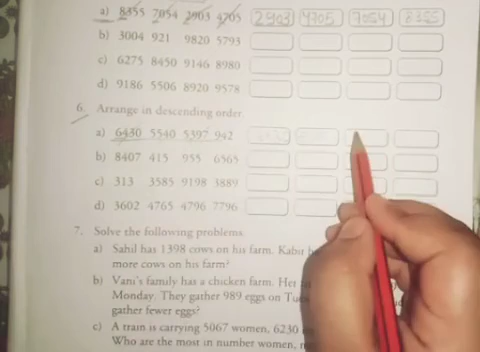 a) 8355 7054 2903 4705 2903 4705 7054 8355
b) 3004 921 9820 5793
c) 6275 8450 9146 8980
d) 9186 5506 8920 9578
6. Arrange in descending order.
a) 6430 5540 5397 942
b) 8407 415 955 6565
c) 313 3585 9198 3889
d) 3602 4765 4796 7796
7. Solve the following problems.
a) Sahil has 1398 cows on his farm. Kabir
more cows on his farm?
b) Vani's family has a chicken farm. Her
Monday. They gather 989 eggs on
gather fewer eggs?
c) A train is carrying 5067 women, 6230
Who are the most in number women,